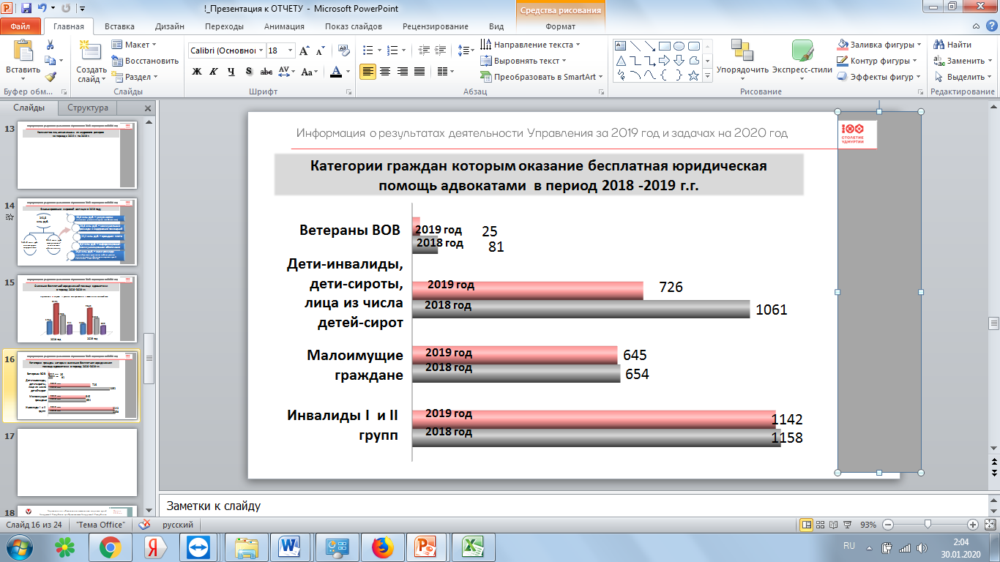 !_Презентация к ОТЧЕТУ - Microsoft PowerPoint
Средства рисования
Файл
Главная
Вставка
Дизайн
Переходы
Анимация
Показ слайдов
Рецензирование
Вид
Формат
Вставить
Буфер обм...
Создать
слайд
Макет
Восстановить
Раздел
Слайды
Calibri (Основної
18
Ж К Ч S abc AV Aa A
Шрифт
Направление текста
Выровнять текст
Преобразовать в SmartArt
Абзац
Упорядочить
Экспресс-стили
Заливка фигуры
Контур фигуры
Эффекты фигур
Рисование
Найти
Заменить
Выделить
Редактирование
Слайды
Структура
13
14
15
16
17
18
Информация о результатах деятельности Управления за 2019 год и задачах на 2020 год
100
СТОЛЕТИЕ
УДМУРТИИ
Категории граждан которым оказание бесплатная юридическая
помощь адвокатами в период 2018 -2019 г.г.
Ветераны ВОВ
2019 год 25
2018 год 81
Дети-инвалиды,
дети-сироты,
лица из числа
детей-сирот
2019 год 726
2018 год 1061
Малоимущие
граждане
2019 год 645
2018 год 654
Инвалиды I и II
групп
2019 год 1142
2018 год 1158
Заметки к слайду
Слайд 16 из 24
"Тема Office"
русский
93%
RU
2:04
30.01.2020